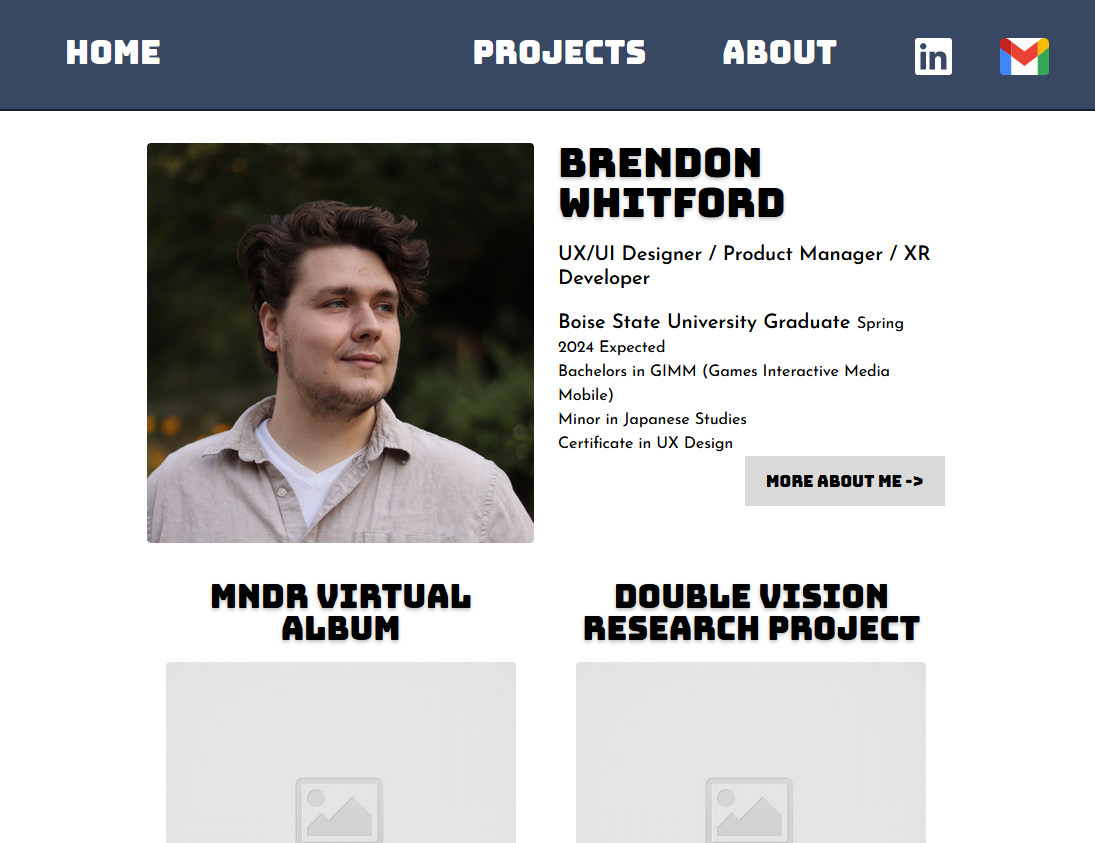 HOME PROJECTS ABOUT in
BRENDON
WHITFORD
UX/UI Designer / Product Manager / XR
Developer
Boise State University Graduate Spring
2024 Expected
Bachelors in GIMM (Games Interactive Media
Mobile)
Minor in Japanese Studies
Certificate in UX Design
MORE ABOUT ME ->
MNDR VIRTUAL
ALBUM
DOUBLE VISION
RESEARCH PROJECT